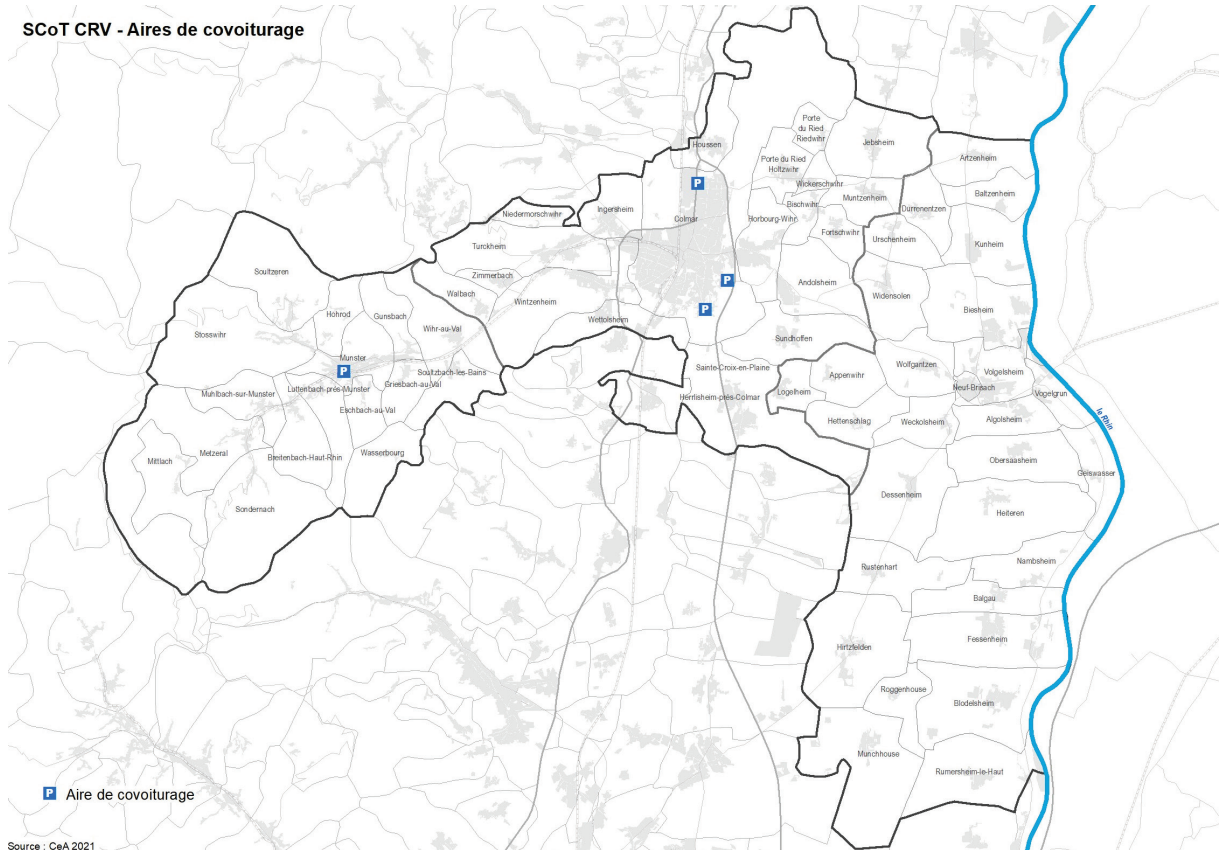 SCoT CRV - Aires de covoiturage
Porte
du Ried
Riedwihr
Jebsheim
Houssen
Artzenheim
Porte du Ried
Holtzwihr
Wickerschwihr
Baltzenheim
Muntzenheim
P
Bischwihr
Durrenentzen
Niedermorschwihr
Ingersheim
Colmar
Horbourg-Wihr
Fortschwihr
Urschenheim
Kunheim
Turckheim
Soultzeren
Zimmerbach
Andolsheim
P
Walbach
Widensolen
Wintzenheim
Biesheim
P
Hohrod
Gunsbach
Wettolsheim
Wihr-au-Val
Stosswihr
Sundhoffen
Munster
Sainte-Croix-en-Plaine
Wolfgantzen
P
Soultzbach-les-Bains
Appenwihr
Volgelsheim
Griesbach-au-Val
Neuf-Brisach
Luttenbach-près-Munster
Muhlbach-sur-Munster
Logelheim
Vogelgrun
Herrlisheim-près-Colmar
Eschbach-au-Val
le Rhin
Hettenschlag
Weckolsheim
Algolsheim
Metzeral
Wasserbourg
Breitenbach-Haut-Rhin
Mittlach
Obersaasheim
Geiswasser
Dessenheim
Sondernach
Heiteren
Nambsheim
Rustenhart
Balgau
Fessenheim
Hirtzfelden
Roggenhouse
Blodelsheim
Munchhouse
Rumersheim-le-Haut
P Aire de covoiturage
Source : CeA 2021